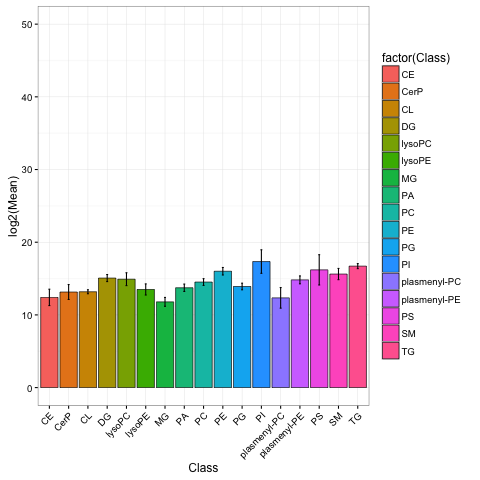 log2(Mean)
50
40
30
20
10
0
CE
CerP
CL
DG
lysoPC
lysoPE
MG
PA
PC
PE
PG
PI
plasmenyl-PC
plasmenyl-PE
PS
SM
TG
Class
factor(Class)
CE
CerP
CL
DG
lysoPC
lysoPE
MG
PA
PC
PE
PG
PI
plasmenyl-PC
plasmenyl-PE
PS
SM
TG